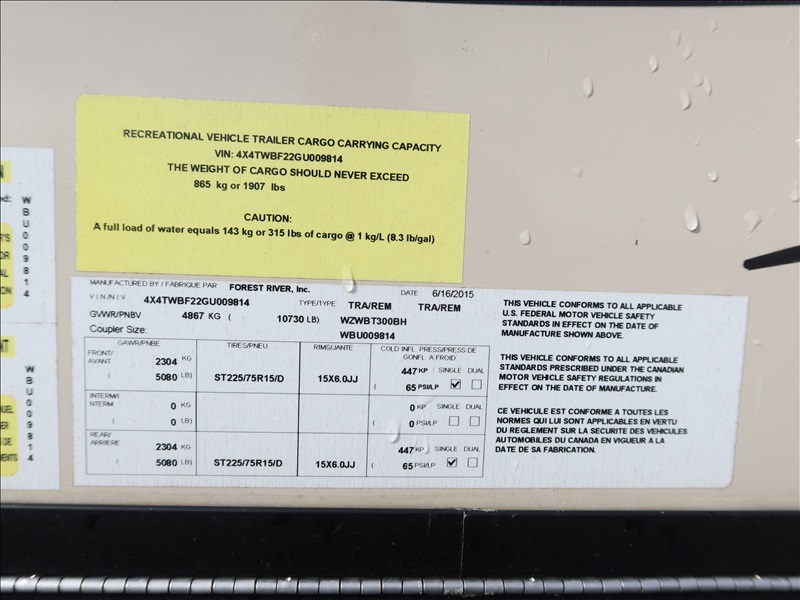 RECREATIONAL VEHICLE TRAILER CARGO CARRYING CAPACITY
VIN: 4X4TWBF22GU009814
THE WEIGHT OF CARGO SHOULD NEVER EXCEED
865 kg or 1907 lbs
CAUTION:
A full load of water equals 143 kg or 315 lbs of cargo @ 1 kg/L (8.3 lb/gal)
MANUFACTURED BY / FABRIQUE PAR FOREST RIVER, Inc. DATE 6/16/2015
V.I.N/N.I.V 4X4TWBF22GU009814 TYPE/TYPE TRA/REM TRA/REM
GVWR/PNBV 4867 KG ( 10730 LB) WZWBT300BH
Coupler Size: WBU009814
GAWR/PNBE TIRES/PNEU RIMS/JANTE COLD INFL. PRESS/PRESS DE GONFL A FROID
FRONT/ AVANT 2304 KG 447 KP SINGLE DUAL
( 5080 LB) ST225/75R15/D 15X6.0JJ ( 65 PSI/LP
INTERM/ NTERM 0 KG 0 KP SINGLE DUAL
( 0 LB) ( 0 PSI/LP
REAR/ ARRIERE 2304 KG 447 KP SINGLE DUAL
( 5080 LB) ST225/75R15/D 15X6.0JJ ( 65 PSI/LP
THIS VEHICLE CONFORMS TO ALL APPLICABLE
U.S. FEDERAL MOTOR VEHICLE SAFETY
STANDARDS IN EFFECT ON THE DATE OF
MANUFACTURE SHOWN ABOVE.
THIS VEHICLE CONFORMS TO ALL APPLICABLE
STANDARDS PRESCRIBED UNDER THE CANADIAN
MOTOR VEHICLE SAFETY REGULATIONS IN
EFFECT ON THE DATE OF MANUFACTURE.
CE VEHICULE EST CONFORME A TOUTES LES
NORMES QUI LUI SONT APPLICABLES EN VERTU
DU REGLEMENT SUR LA SECURITE DES VEHICULES
AUTOMOBILES DU CANADA EN VIGUEUR A LA
DATE DE SA FABRICATION.
WBU009814
WBU009814